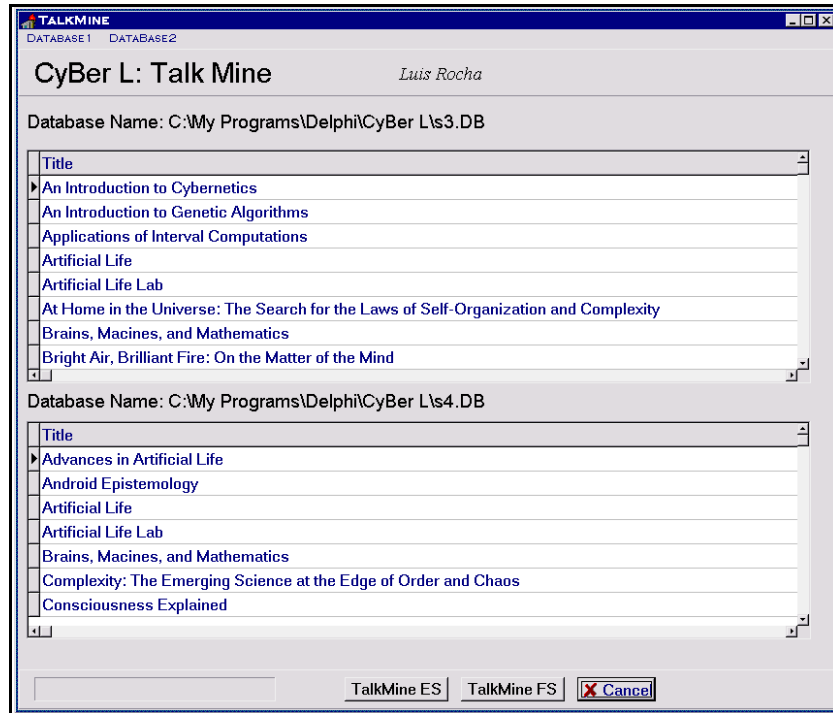 TALKMINE
DATABASE1 DATABASE2
CyBer L: Talk Mine Luis Rocha
Database Name: C:\My Programs\Delphi\CyBer L\s3.DB
Title
An Introduction to Cybernetics
An Introduction to Genetic Algorithms
Applications of Interval Computations
Artificial Life
Artificial Life Lab
At Home in the Universe: The Search for the Laws of Self-Organization and Complexity
Brains, Macines, and Mathematics
Bright Air, Brilliant Fire: On the Matter of the Mind
Database Name: C:\My Programs\Delphi\CyBer L\s4.DB
Title
Advances in Artificial Life
Android Epistemology
Artificial Life
Artificial Life Lab
Brains, Macines, and Mathematics
Complexity: The Emerging Science at the Edge of Order and Chaos
Consciousness Explained
TalkMine ES TalkMine FS Cancel